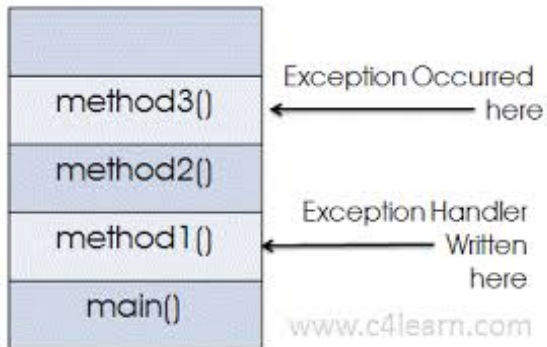 method3()
Exception Occurred
here
method2()
method1()
Exception Handler
Written
here
main()
www.c4learn.com